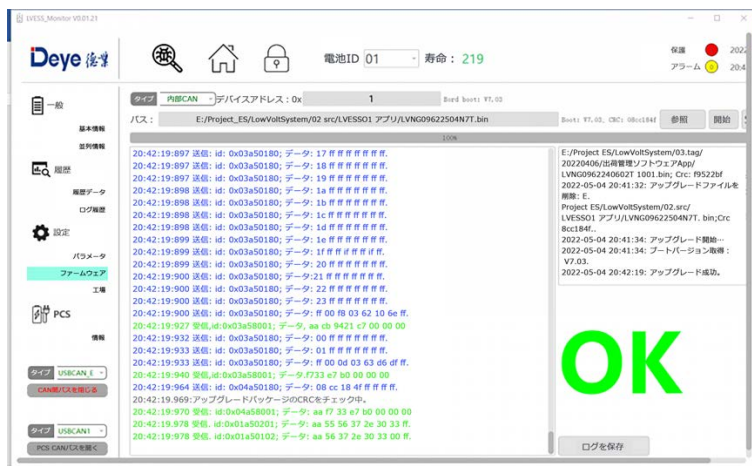 LVESS_Monitor V0.01.21
Deye 德业
電池ID 01
寿命： 219
保護
2022
アラーム
20:4
一般
基本情報
並列情報
履歴
履歴データ
ログ履歴
設定
パラメータ
ファームウェア
工場
PCS
情報
タイプ USBCAN_E
CAN間バスを閉じる
タイプ USBCAN1
PCS CANバスを開く
タイプ 内部CAN デバイスアドレス：0x 1 Bord boot: V7.03
パス： E:/Project_ES/LowVoltSystem/02 src/LVESSO1 アプリ/LVNG09622504N7T.bin Boot: V7.03, CRC: 08cc184f 参照 開始
100%
20:42:19:897 送信: id: 0x03a50180; データ: 17 ff ff ff ff ff ff ff.
20:42:19:897 送信: id: 0x03a50180; データ: 18 ff ff ff ff ff ff ff.
20:42:19:897 送信: id: 0x03a50180; データ: 19 ff ff ff ff ff ff ff.
20:42:19:898 送信: id: 0x03a50180; データ: 1a ff ff ff ff ff ff ff.
20:42:19:898 送信: id: 0x03a50180; データ: 1b ff ff ff ff ff ff ff.
20:42:19:898 送信: id: 0x03a50180; データ: 1c ff ff ff ff ff ff ff.
20:42:19:898 送信: id: 0x03a50180; データ: 1d ff ff ff ff ff ff ff.
20:42:19:899 送信: id: 0x03a50180; データ: 1e ff ff ff ff ff ff ff.
20:42:19:899 送信: id: 0x03a50180; データ: 1f ff ff if ff ff if ff.
20:42:19:899 送信: id: 0x03a50180; データ: 20 ff ff ff ff ff ff ff.
20:42:19:900 送信: id: 0x03a50180; データ:21 ff ff ff ff ff ff ff.
20:42:19:900 送信: id: 0x03a50180; データ: 22 ff ff ff ff ff ff ff.
20:42:19:900 送信: id: 0x03a50180; データ: 23 ff ff ff ff ff ff ff.
20:42:19:900 送信: id: 0x03a50180; データ: ff 00 f8 03 62 10 6e ff.
20:42:19:927 受信,id:0x03a58001; データ, aa cb 9421 c7 00 00 00
20:42:19:932 送信: id: 0x03a50180; データ: 00 ff ff ff ff ff ff ff.
20:42:19:933 送信: id: 0x03a50180; データ: 01 ff ff ff ff ff ff ff.
20:42:19:933 送信: id: 0x03a50180; データ: ff 00 0d 03 63 d6 df ff.
20:42:19:940 受信,id:0x03a58001; データ.f733 e7 b0 00 00 00
20:42:19:964 送信: id: 0x04a50180; データ: 08 cc 18 4f ff ff ff ff.
20:42:19.969:アップグレードパッケージのCRCをチェック中。
20:42:19:970 受信. id:0x04a58001; データ: aa f7 33 e7 b0 00 00 00
20:42:19:978 受信. id:0x01a50201; データ: aa 55 56 37 2e 30 33 ff.
20:42:19:978 受信. id:0x01a50102; データ: aa 56 37 2e 30 33 00 ff.
E:/Project ES/LowVoltSystem/03.tag/
20220406/出荷管理ソフトウェアApp/
LVNG0962240602T 1001.bin; Crc: f9522bf
2022-05-04 20:41:32: アップグレードファイルを
削除: E.
Project ES/LowVoltSystem/02.src/
LVESSO1 アプリ/LVNG09622504N7T. bin;Crc
8cc184f..
2022-05-04 20:41:34: アップグレード開始…
2022-05-04 20:41:34: ブートバージョン取得：
V7.03.
2022-05-04 20:42:19: アップグレード成功。
OK
ログを保存